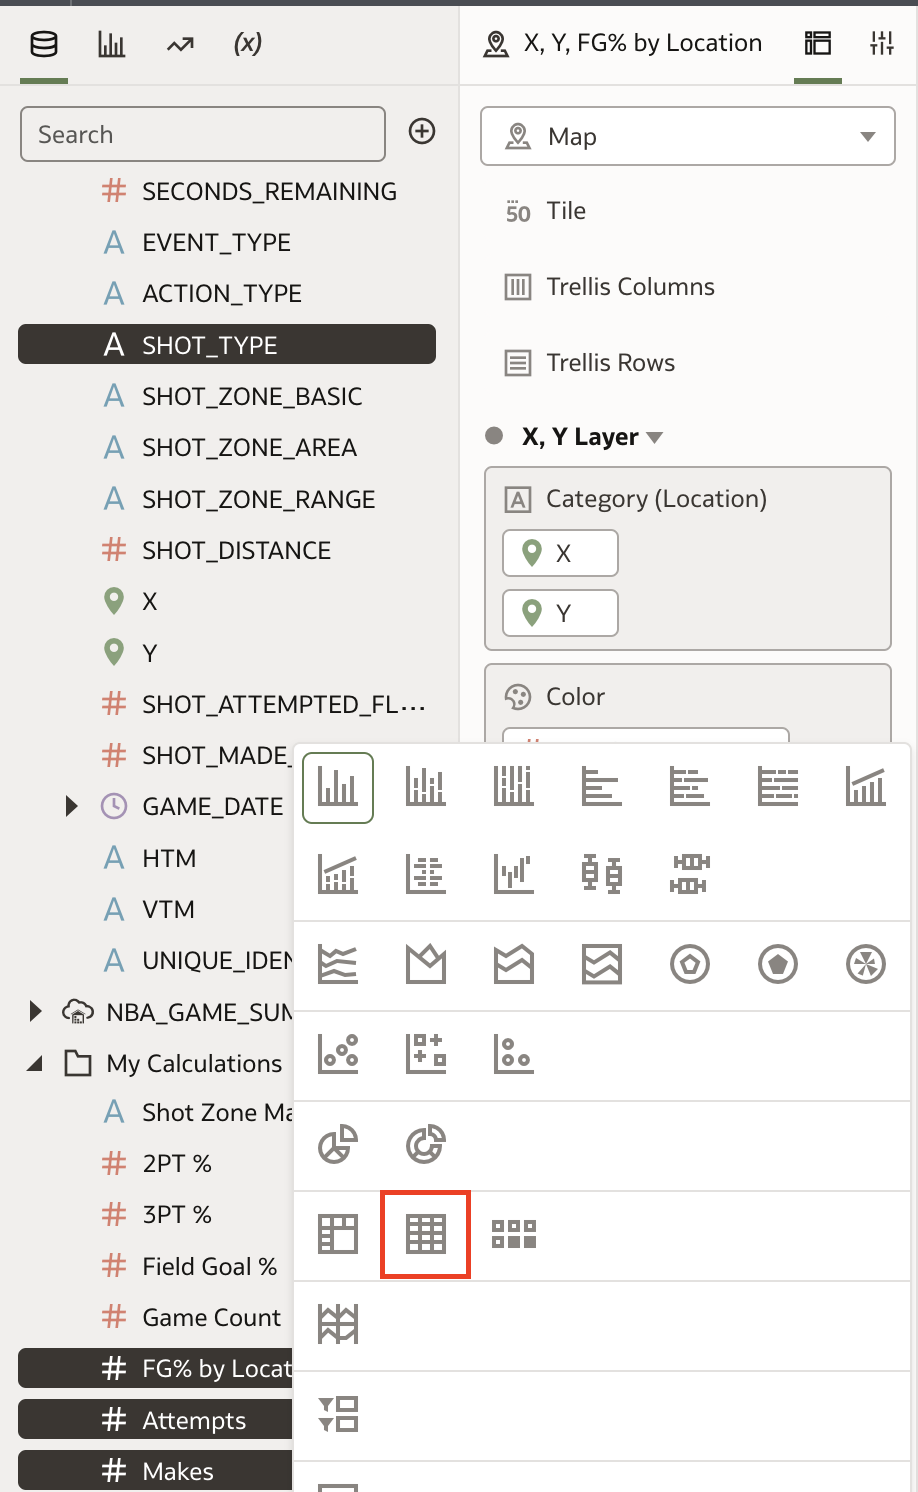 (x)
X, Y, FG% by Location
Search
Map
SECONDS_REMAINING
EVENT_TYPE
ACTION_TYPE
SHOT_TYPE
SHOT_ZONE_BASIC
SHOT_ZONE_AREA
SHOT_ZONE_RANGE
SHOT_DISTANCE
X
Y
SHOT_ATTEMPTED_FL...
SHOT_MADE_
GAME_DATE
HTM
VTM
UNIQUE_IDEN
NBA_GAME_SUM
My Calculations
Shot Zone Ma
2PT %
3PT %
Field Goal %
Game Count
FG% by Locat
Attempts
Makes
50 Tile
Trellis Columns
Trellis Rows
X, Y Layer
Category (Location)
X
Y
Color